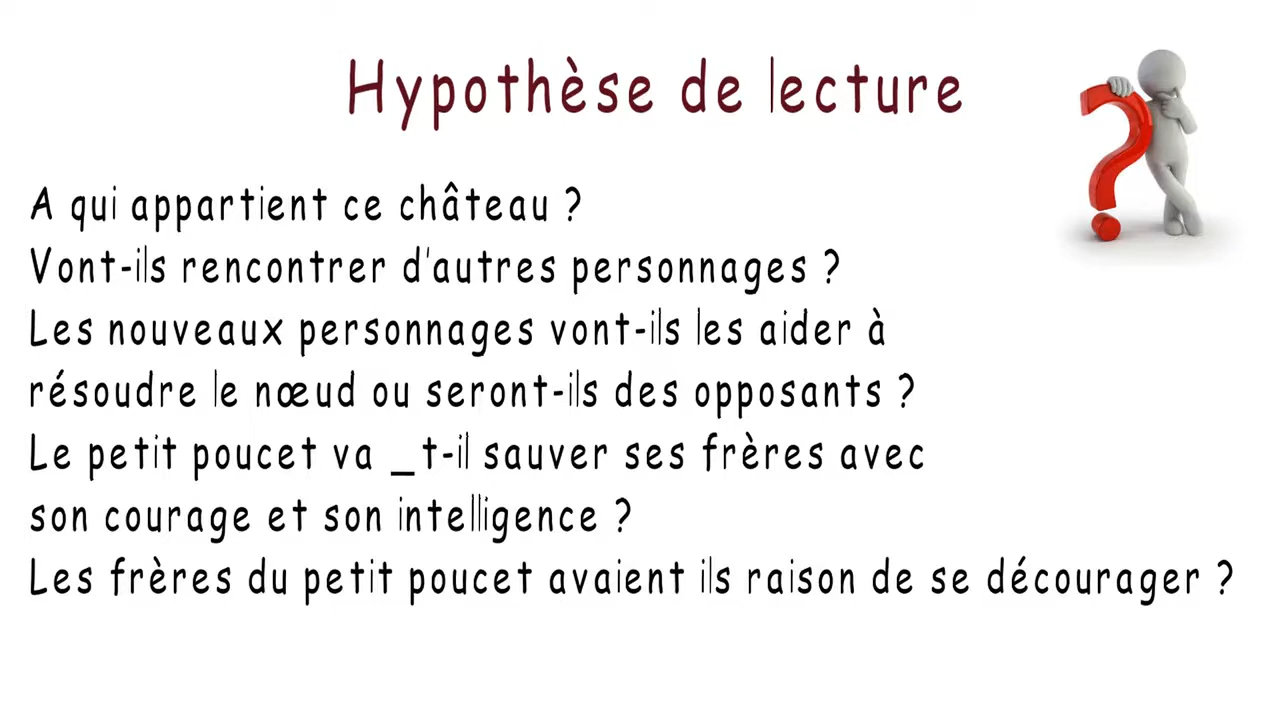 Hypothèse de lecture
A qui appartient ce château ?
Vont-ils rencontrer d'autres personnages ?
Les nouveaux personnages vont-ils les aider à
résoudre le nœud ou seront-ils des opposants ?
Le petit poucet va _t-il sauver ses frères avec
son courage et son intelligence ?
Les frères du petit poucet avaient ils raison de se décourager ?